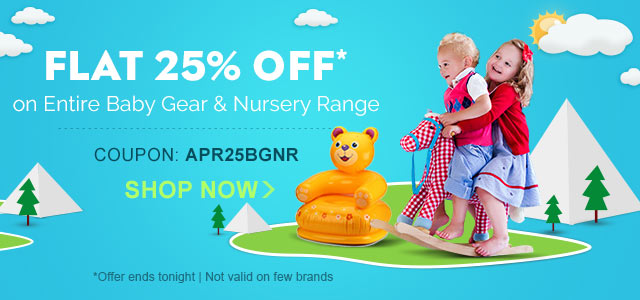 FLAT 25% OFF*
on Entire Baby Gear & Nursery Range
COUPON: APR25BGNR
SHOP NOW >
*Offer ends tonight | Not valid on few brands